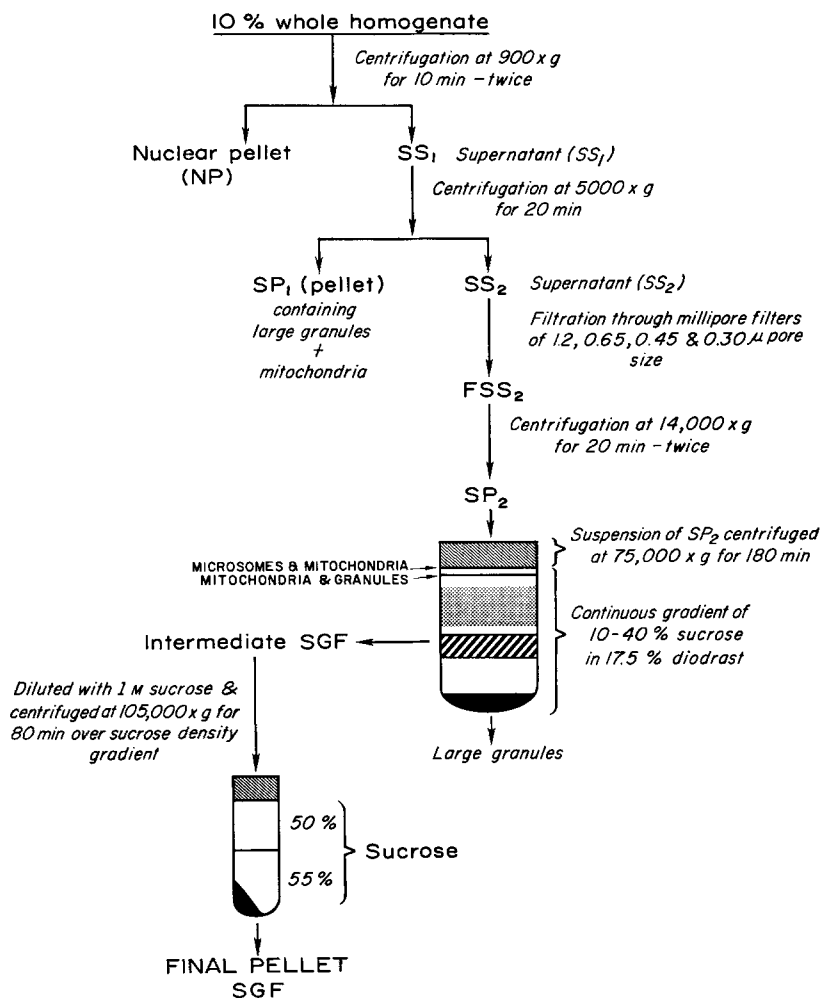 10 % whole homogenate
Centrifugation at 900 x g
for 10 min - twice
Nuclear pellet
(NP)
SS₁
Supernatant (SS₁)
Centrifugation at 5000 x g
for 20 min
SP₁ (pellet)
containing
large granules
+
mitochondria
SS₂
Supernatant (SS₂)
Filtration through millipore filters
of 1.2, 0.65, 0.45 & 0.30 μ pore
size
FSS₂
Centrifugation at 14,000 x g
for 20 min - twice
SP₂
Suspension of SP₂ centrifuged
at 75,000 x g for 180 min
MICROSOMES & MITOCHONDRIA
MITOCHONDRIA & GRANULES
Continuous gradient of
10-40 % sucrose
in 17.5 % diodrast
Intermediate SGF
Large granules
Diluted with 1 M sucrose &
centrifuged at 105,000 x g for
80 min over sucrose density
gradient
50 %
55 %
Sucrose
FINAL PELLET
SGF